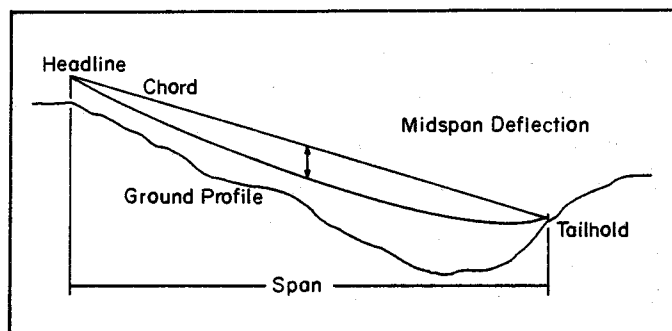 Headline
Chord
Midspan Deflection
Ground Profile
Tailhold
Span